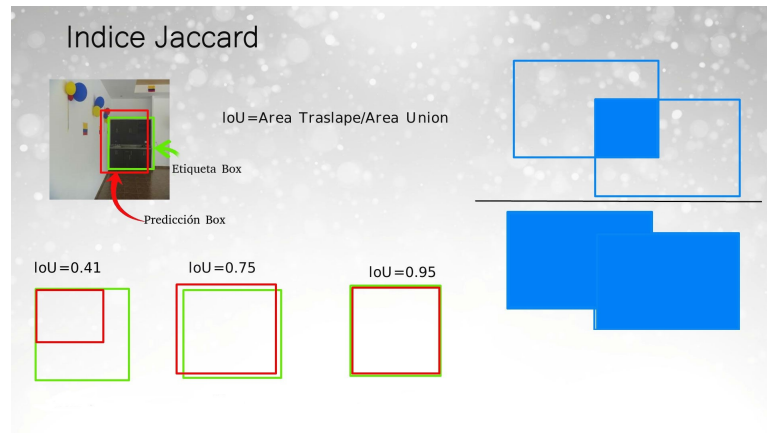 Indice Jaccard
IoU=Area Traslape/Area Union
Etiqueta Box
Predicción Box
IoU=0.41
IoU=0.75
IoU=0.95